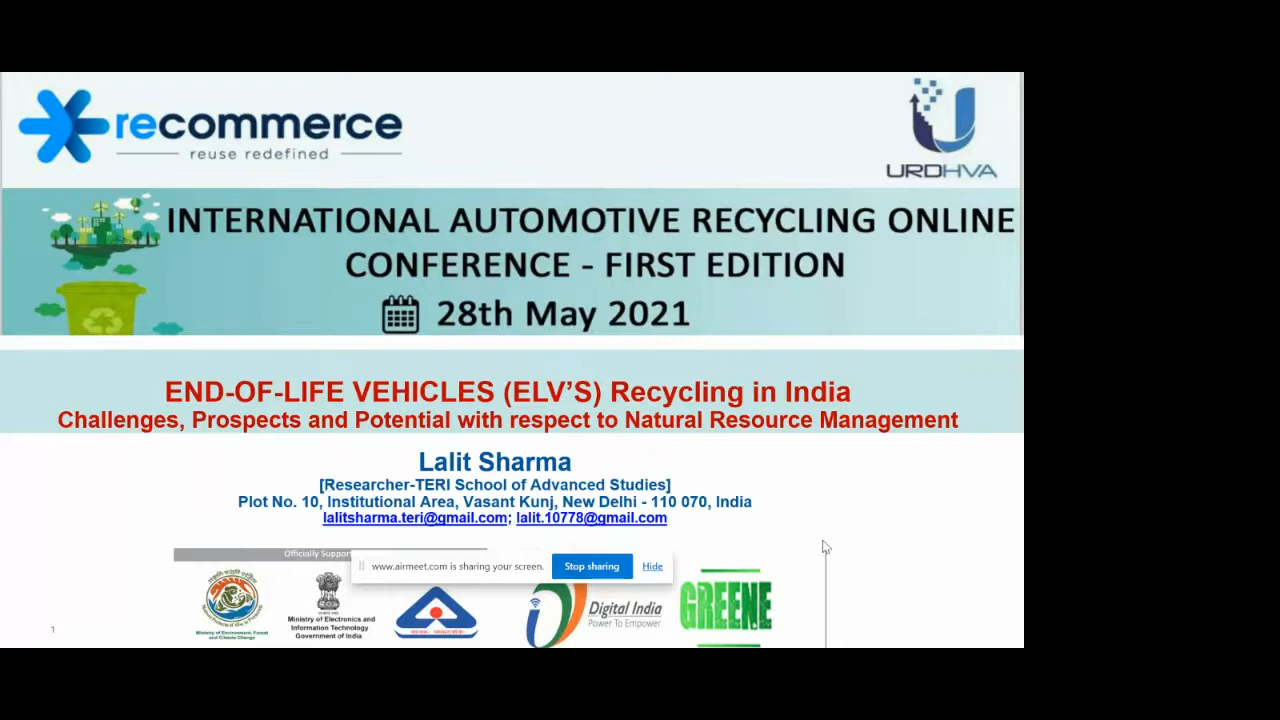 recommerce
reuse redefined
URDHVA
INTERNATIONAL AUTOMOTIVE RECYCLING ONLINE
CONFERENCE - FIRST EDITION
28th May 2021
END-OF-LIFE VEHICLES (ELV'S) Recycling in India
Challenges, Prospects and Potential with respect to Natural Resource Management
Lalit Sharma
[Researcher-TERI School of Advanced Studies]
Plot No. 10, Institutional Area, Vasant Kunj, New Delhi - 110 070, India
lalitsharma.teri@gmail.com; lalit.10778@gmail.com
Officially Suppor
www.airmeet.com is sharing your screen.
Stop sharing
Hide
Ministry of Environment, Forest
and Climate Change
Ministry of Electronics and
Information Technology
Government of India
Digital India
Power To Empower
GREENE
1